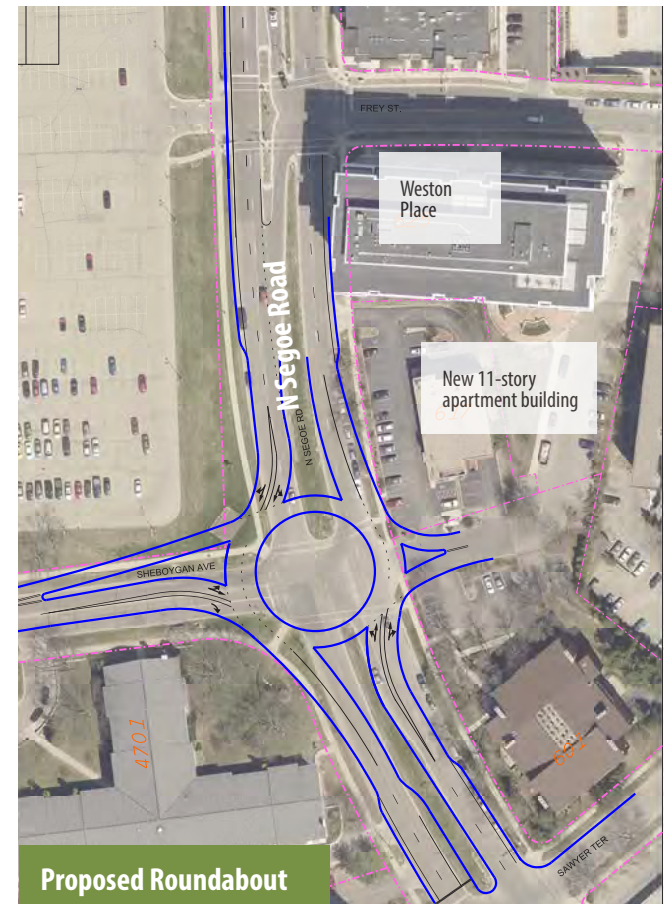 FREY ST.
Weston
Place
N Segoe Road
New 11-story
apartment building
N SEGOE RD
SHEBOYGAN AVE
4701
601
SAWYER TER
Proposed Roundabout